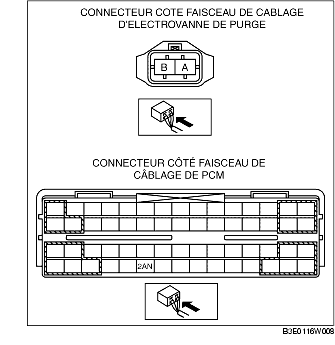 CONNECTEUR COTE FAISCEAU DE CABLAGE
D'ELECTROVANNE DE PURGE
B A
CONNECTEUR CÔTÉ FAISCEAU DE
CÂBLAGE DE PCM
2AN
B3E0116W008